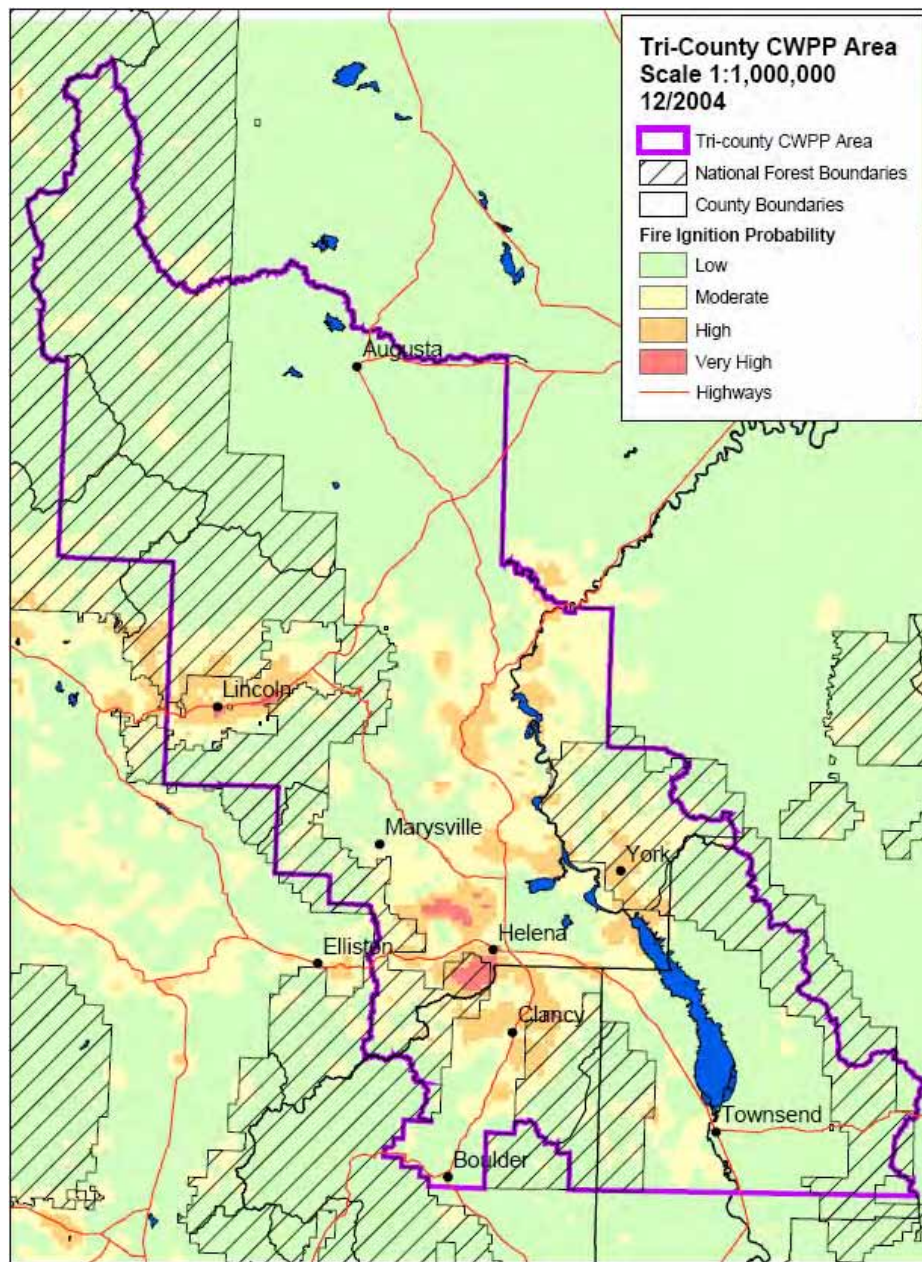 Tri-County CWPP Area
Scale 1:1,000,000
12/2004
Tri-county CWPP Area
National Forest Boundaries
County Boundaries
Fire Ignition Probability
Low
Moderate
High
Very High
Highways
Augusta
Lincoln
Marysville
York
Helena
Elliston
Clancy
Townsend
Boulder